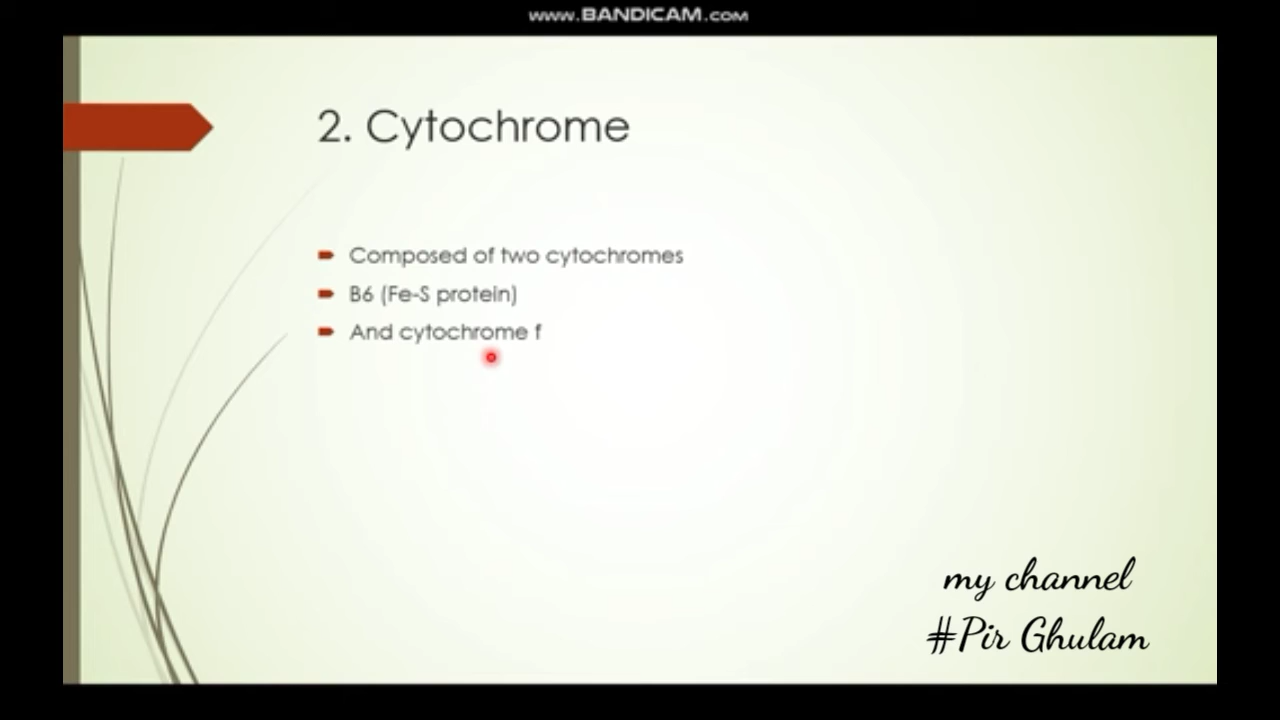 www.BANDICAM.com
2. Cytochrome
Composed of two cytochromes
B6 (Fe-S protein)
And cytochrome f
my channel
#Pir Ghulam